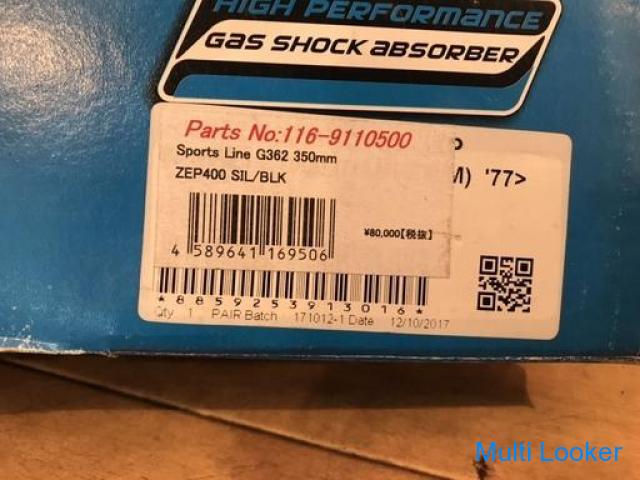 HIGH PERFORMANCE
GAS SHOCK ABSORBER
Parts No:116-9110500
Sports Line G362 350mm
ZEP400 SIL/BLK
M) '77>
¥80,000【税抜】
4 589641 169506
*8859253913016*
Qty 1 PAIR Batch 171012-1 Date 12/10/2017
Multi Looker